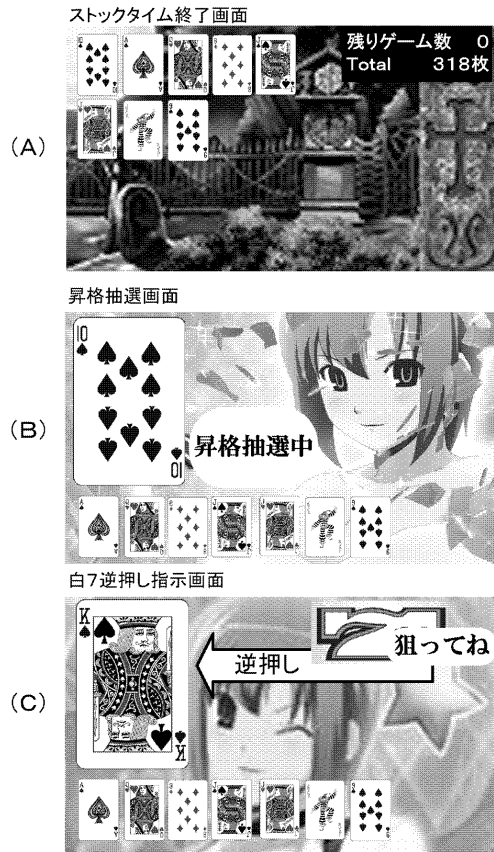 ストックタイム終了画面
残りゲーム数 0
Total 318枚
(A)
昇格抽選画面
10
10
昇格抽選中
(B)
白7逆押し指示画面
K
狙ってね
逆押し
K
(C)